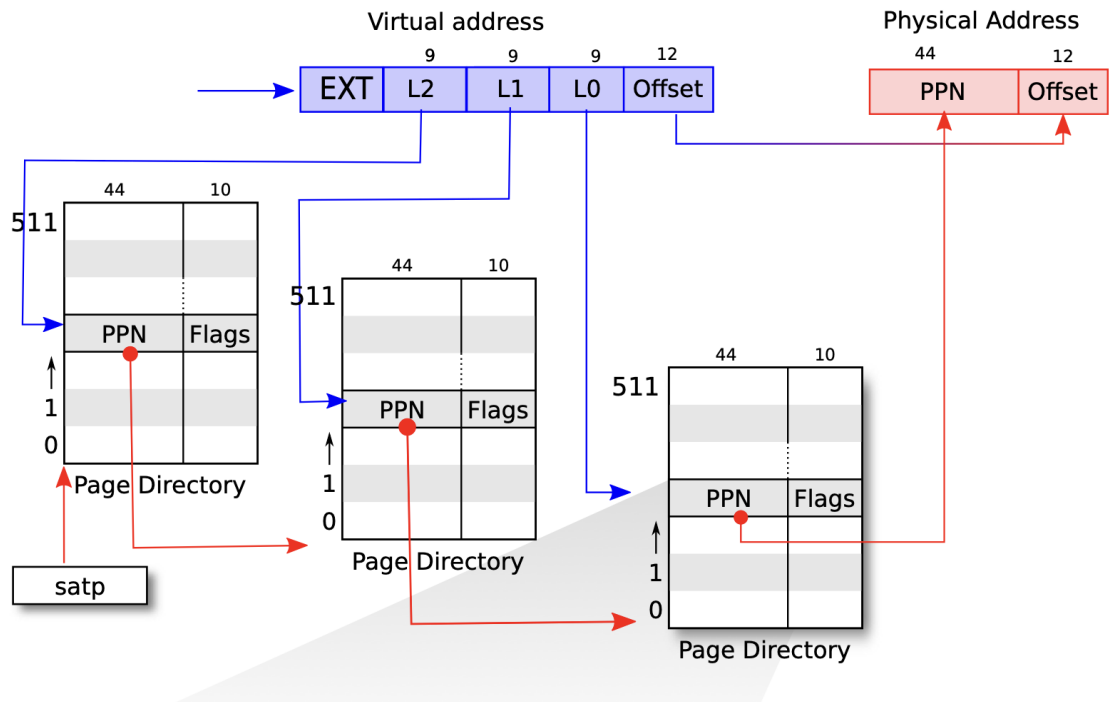 Virtual address
Physical Address
9 9 9 12
44 12
EXT L2 L1 L0 Offset
PPN Offset
44 10
511
PPN Flags
1
0
Page Directory
satp
44 10
511
PPN Flags
1
0
Page Directory
44 10
511
PPN Flags
1
0
Page Directory